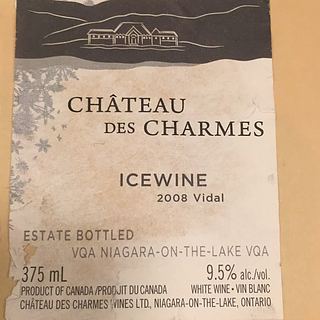 CHÂTEAU
DES CHARMES
ICEWINE
2008 Vidal
ESTATE BOTTLED
VQA NIAGARA-ON-THE-LAKE VQA
375 mL 9.5% alc./vol.
PRODUCT OF CANADA/PRODUIT DU CANADA WHITE WINE • VIN BLANC
CHÂTEAU DES CHARMES WINES LTD., NIAGARA-ON-THE-LAKE, ONTARIO